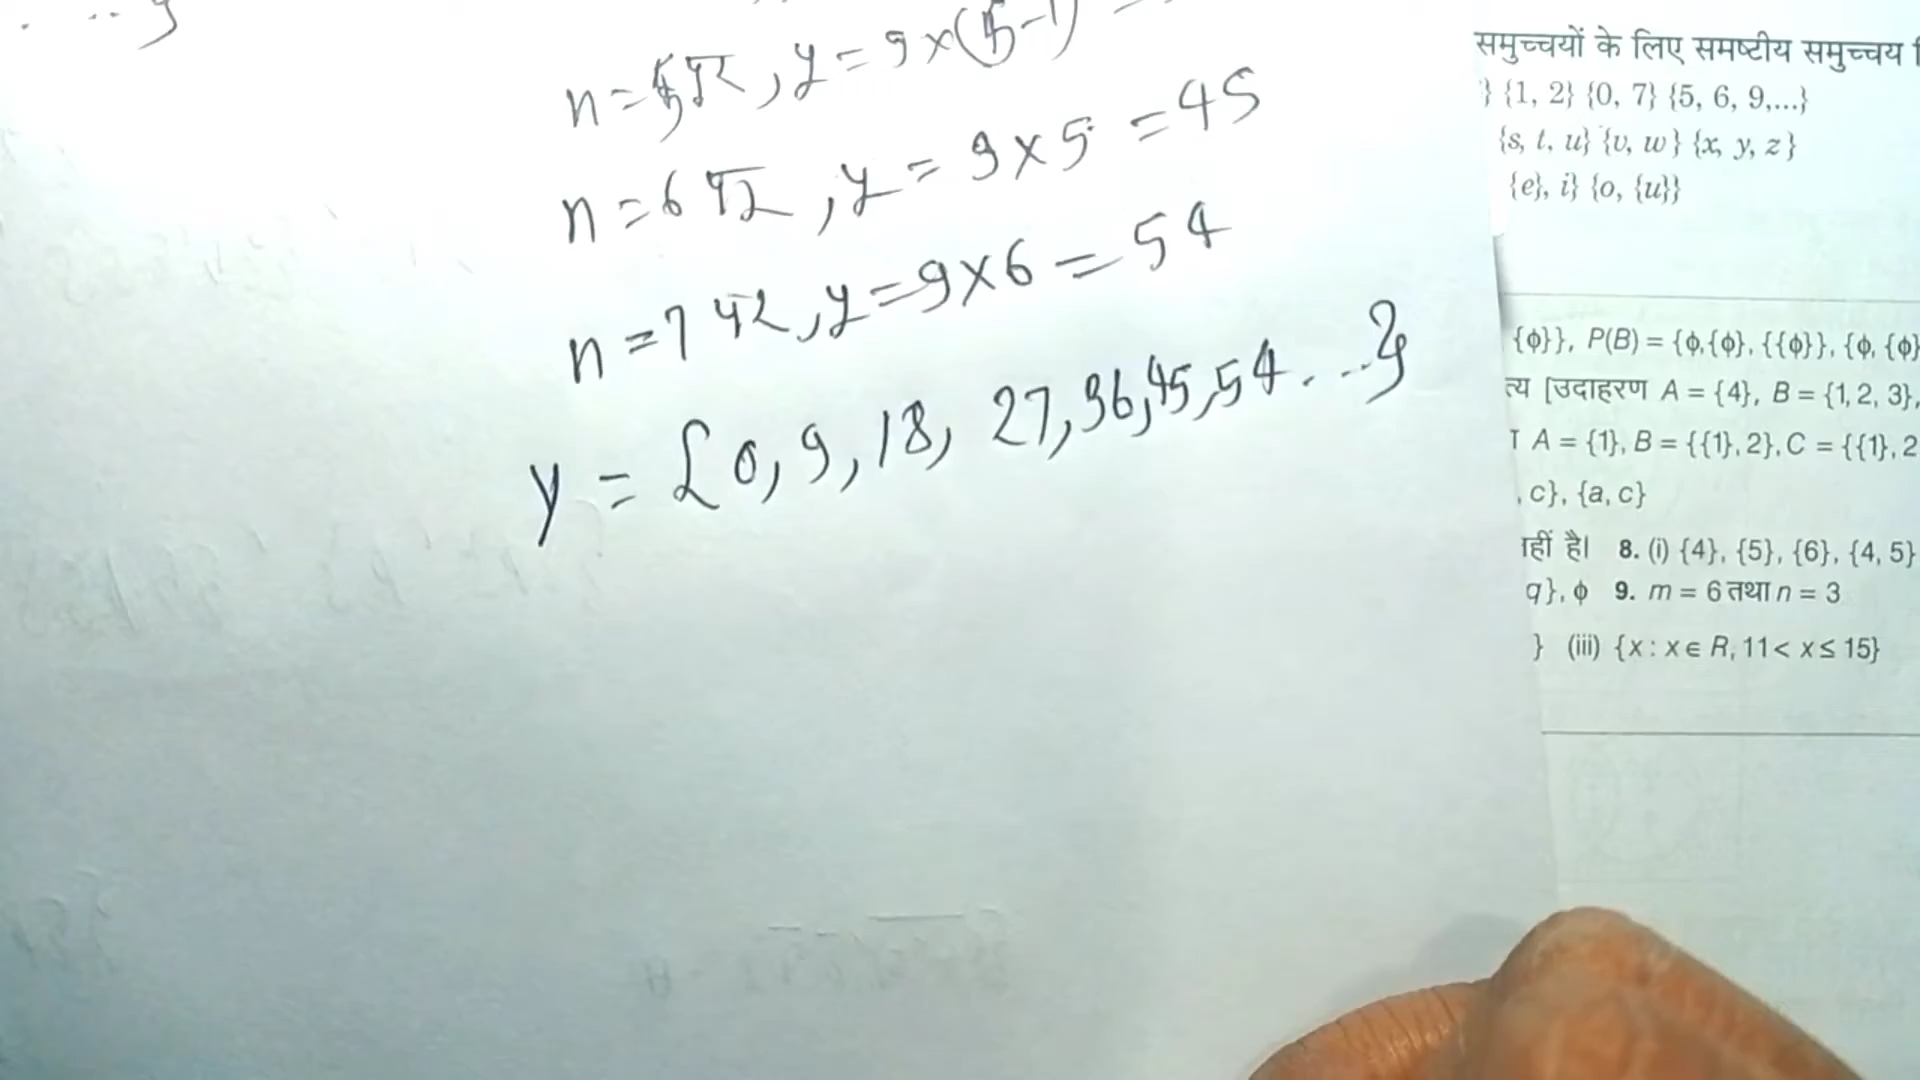 n=5 पर, y = 9×(5-1)
n=6 पर, y = 9×5 = 45
n=7 पर, y=9×6 = 54
y = {0, 9, 18, 27, 36, 45, 54...}
समुच्चयों के लिए समष्टीय समुच्चय
} {1, 2} {0, 7} {5, 6, 9,...}
{s, t, u} {v, w} {x, y, z}
{e}, i} {o, {u}}
{ϕ}}, P(B) = {ϕ,{ϕ}, {{ϕ}}, {ϕ, {ϕ}
त्य [उदाहरण A = {4}, B = {1, 2, 3},
A = {1}, B = {{1}, 2}, C = {{1}, 2
, c}, {a, c}
हीं है। 8. (i) {4}, {5}, {6}, {4, 5}
q}, ϕ 9. m = 6 तथा n = 3
} (iii) {x : x ∈ R, 11 < x ≤ 15}